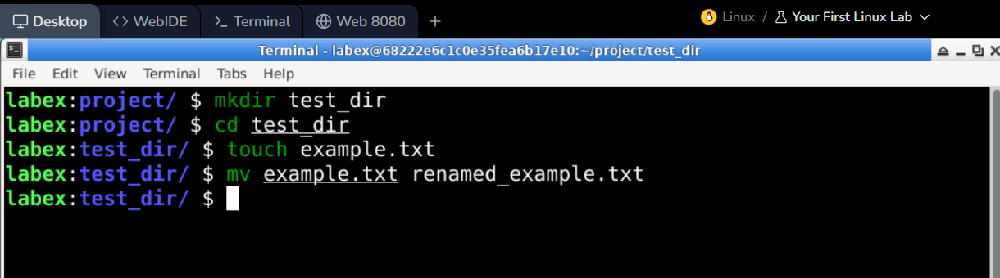 Desktop WebIDE Terminal Web 8080 + Linux / Your First Linux Lab
Terminal - labex@68222e6c1c0e35fea6b17e10:~/project/test_dir
File Edit View Terminal Tabs Help
labex:project/ $ mkdir test_dir
labex:project/ $ cd test_dir
labex:test_dir/ $ touch example.txt
labex:test_dir/ $ mv example.txt renamed_example.txt
labex:test_dir/ $